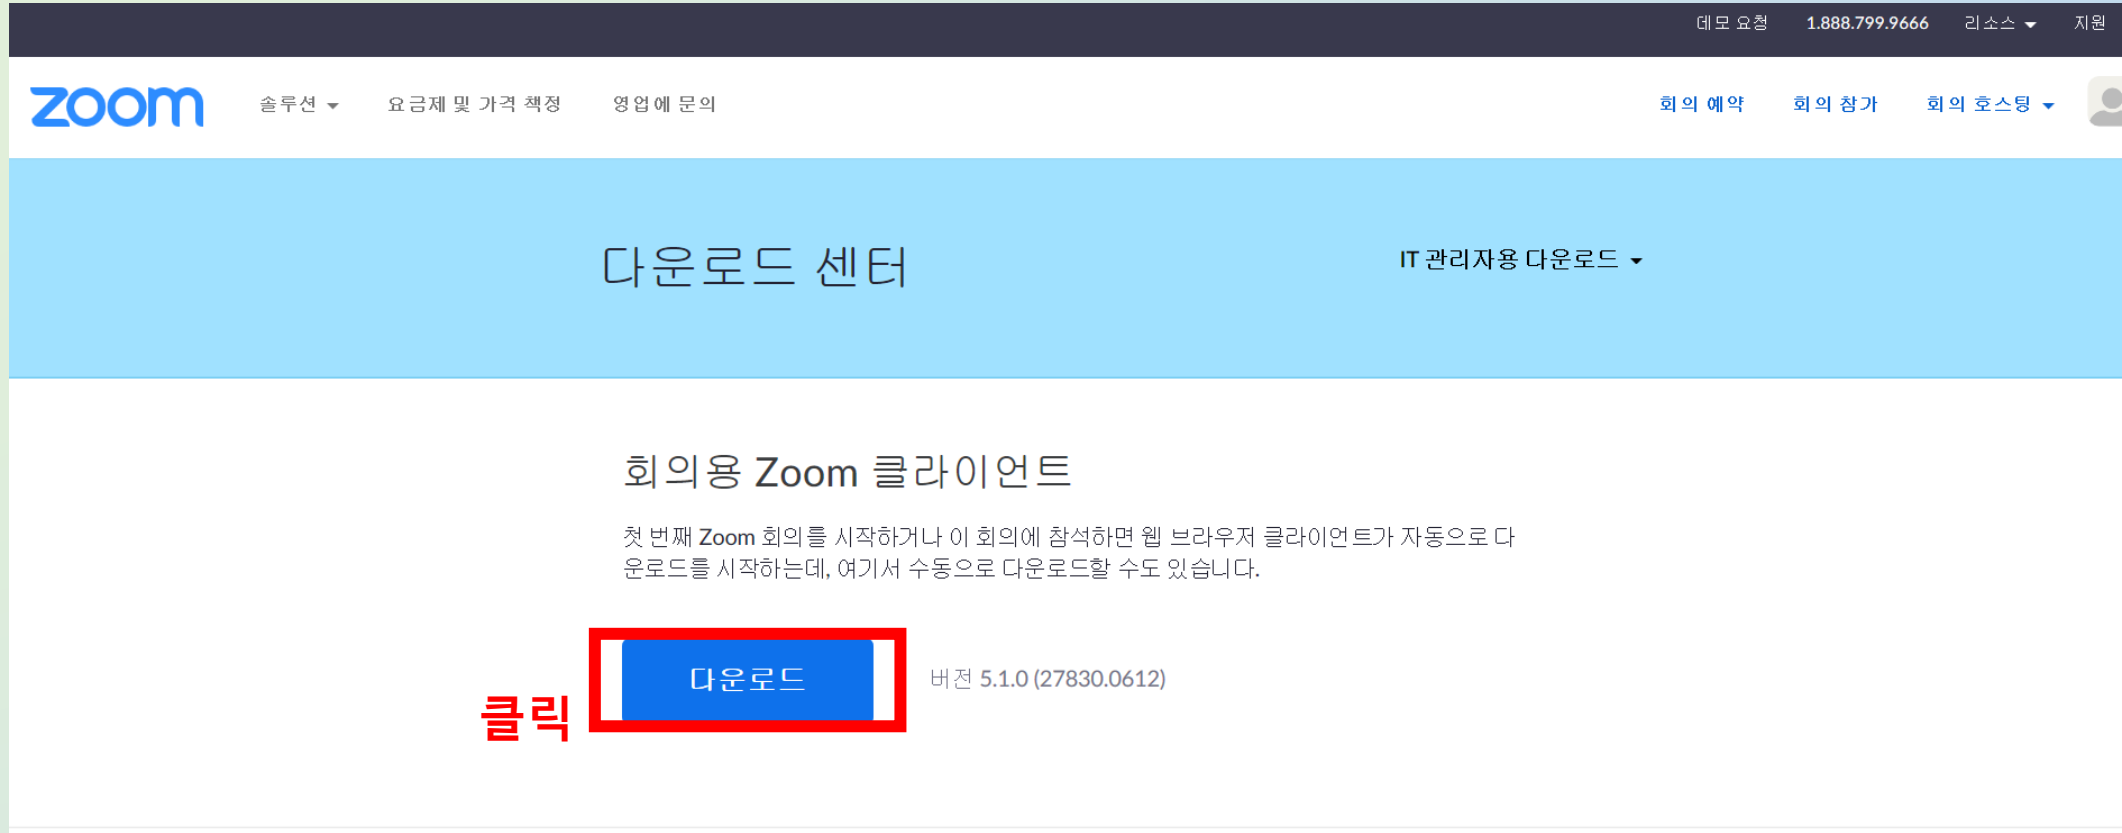 데모 요청 1.888.799.9666 리소스 지원
zoom 솔루션 요금제 및 가격 책정 영업에 문의 회의 예약 회의 참가 회의 호스팅
다운로드 센터 IT 관리자용 다운로드
회의용 Zoom 클라이언트
첫 번째 Zoom 회의를 시작하거나 이 회의에 참석하면 웹 브라우저 클라이언트가 자동으로 다
운로드를 시작하는데, 여기서 수동으로 다운로드할 수도 있습니다.
다운로드 버전 5.1.0 (27830.0612)
클릭